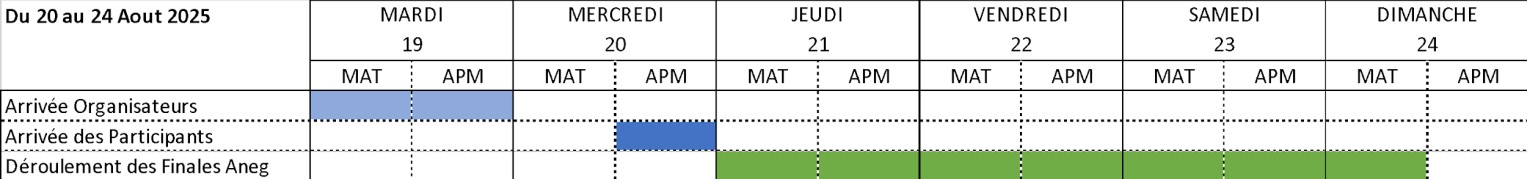 Du 20 au 24 Aout 2025 MARDI MERCREDI JEUDI VENDREDI SAMEDI DIMANCHE
19 20 21 22 23 24
MAT APM MAT APM MAT APM MAT APM MAT APM MAT APM
Arrivée Organisateurs
Arrivée des Participants
Déroulement des Finales Aneg